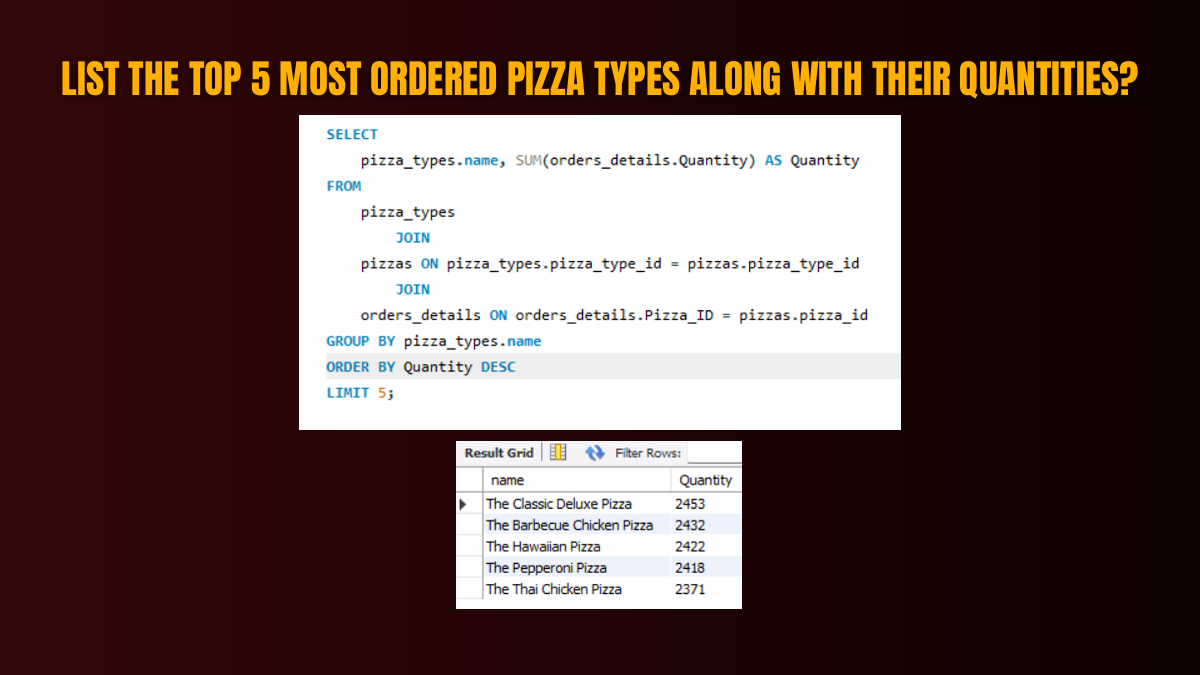 LIST THE TOP 5 MOST ORDERED PIZZA TYPES ALONG WITH THEIR QUANTITIES?
SELECT
pizza_types.name, SUM(orders_details.Quantity) AS Quantity
FROM
pizza_types
JOIN
pizzas ON pizza_types.pizza_type_id = pizzas.pizza_type_id
JOIN
orders_details ON orders_details.Pizza_ID = pizzas.pizza_id
GROUP BY pizza_types.name
ORDER BY Quantity DESC
LIMIT 5;
Result Grid Filter Rows:
name Quantity
The Classic Deluxe Pizza 2453
The Barbecue Chicken Pizza 2432
The Hawaiian Pizza 2422
The Pepperoni Pizza 2418
The Thai Chicken Pizza 2371